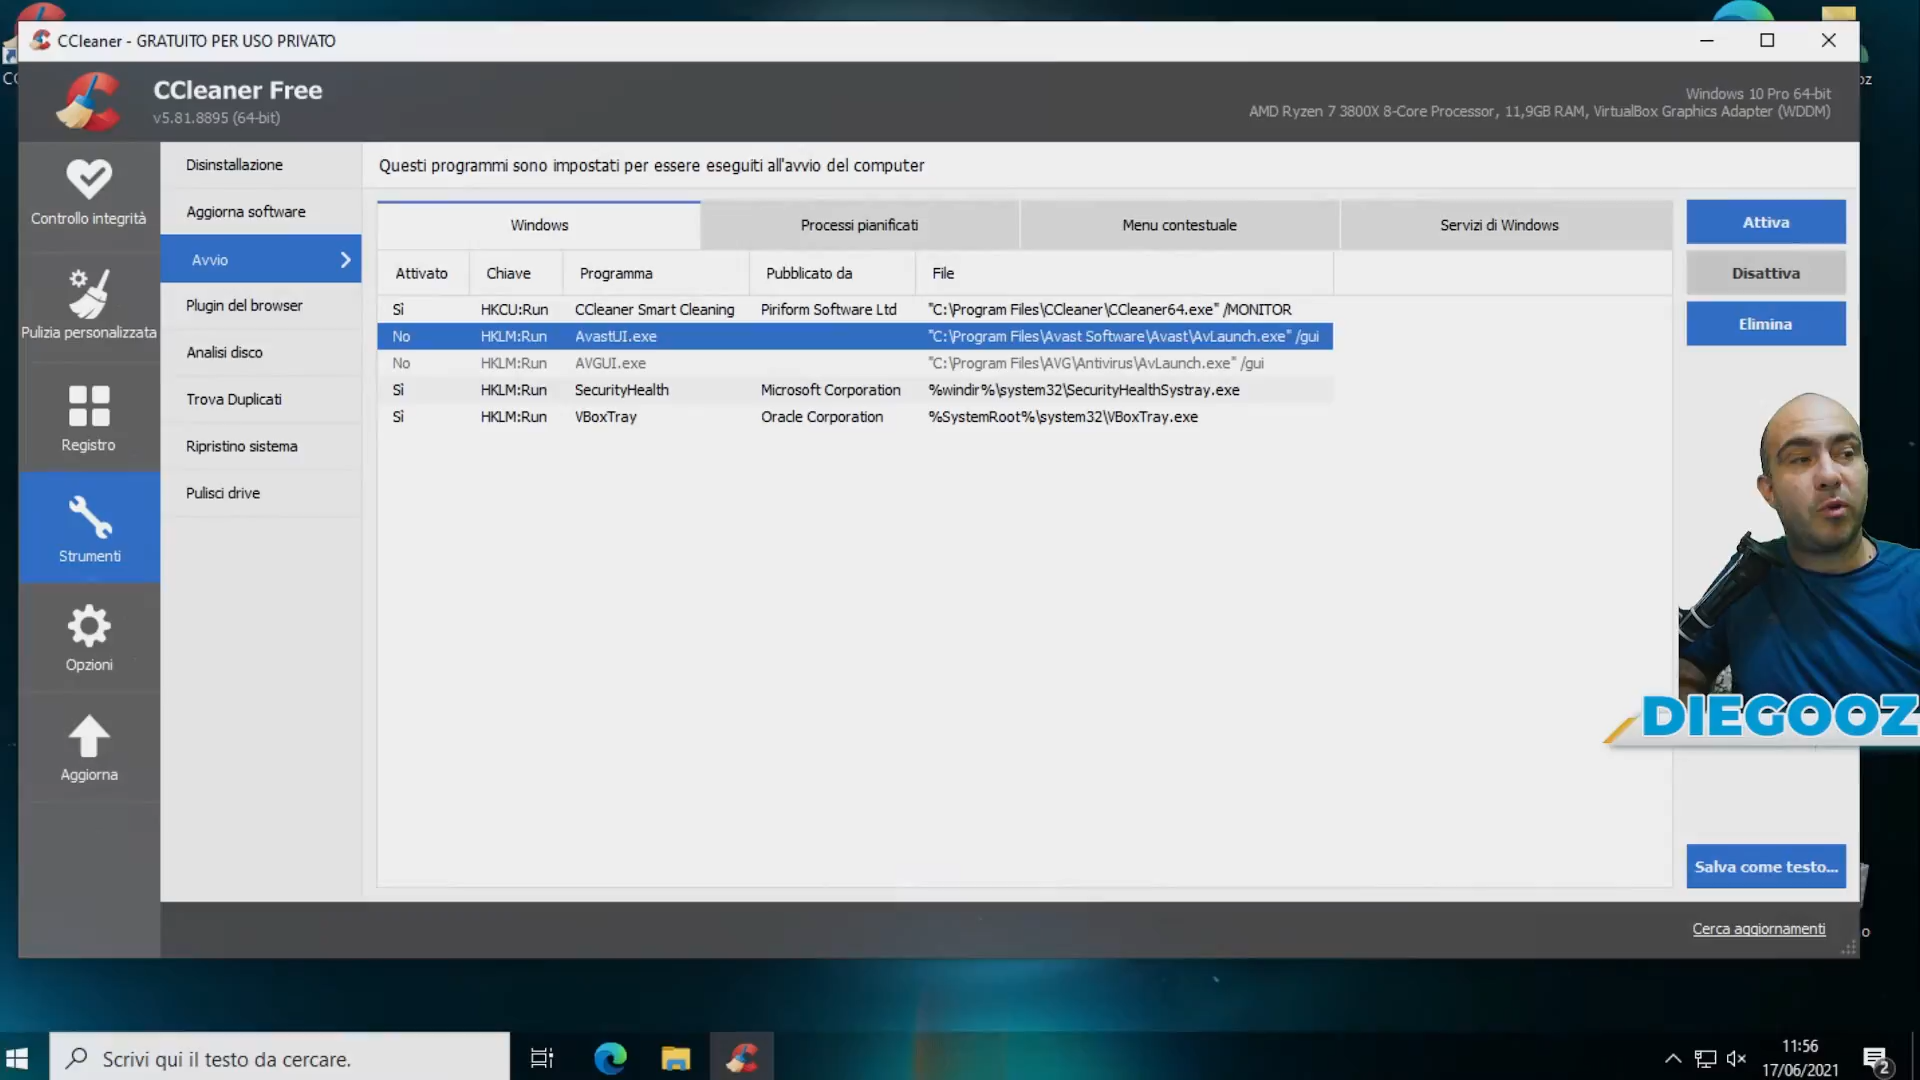 CCleaner - GRATUITO PER USO PRIVATO
CCleaner Free
v5.81.8895 (64-bit)
Windows 10 Pro 64-bit
AMD Ryzen 7 3800X 8-Core Processor, 11,9GB RAM, VirtualBox Graphics Adapter (WDDM)
Controllo integrità
Pulizia personalizzata
Registro
Strumenti
Opzioni
Aggiorna
Disinstallazione
Aggiorna software
Avvio
Plugin del browser
Analisi disco
Trova Duplicati
Ripristino sistema
Pulisci drive
Questi programmi sono impostati per essere eseguiti all'avvio del computer
Windows Processi pianificati Menu contestuale Servizi di Windows
Attivato Chiave Programma Pubblicato da File
Sì HKCU:Run CCleaner Smart Cleaning Piriform Software Ltd "C:\Program Files\CCleaner\CCleaner64.exe" /MONITOR
No HKLM:Run AvastUI.exe "C:\Program Files\Avast Software\Avast\AvLaunch.exe" /gui
No HKLM:Run AVGUI.exe "C:\Program Files\AVG\Antivirus\AvLaunch.exe" /gui
Sì HKLM:Run SecurityHealth Microsoft Corporation %windir%\system32\SecurityHealthSystray.exe
Sì HKLM:Run VBoxTray Oracle Corporation %SystemRoot%\system32\VBoxTray.exe
Attiva
Disattiva
Elimina
DIEGOOZ
Salva come testo...
Cerca aggiornamenti
Scrivi qui il testo da cercare.
11:56
17/06/2021
2